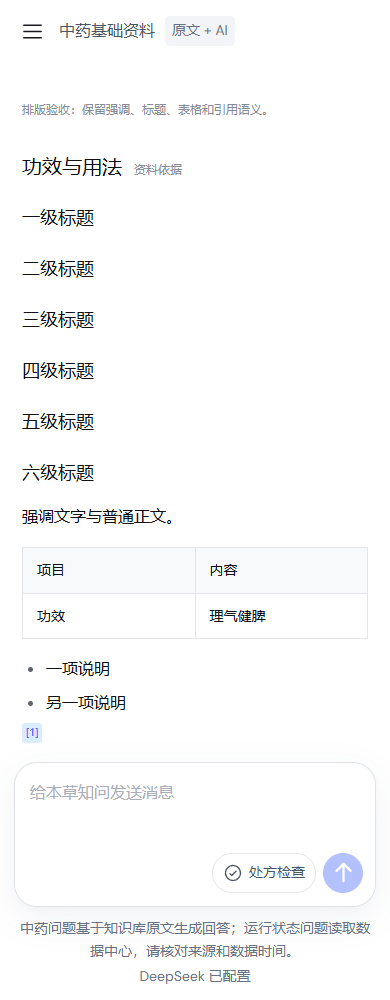 中药基础资料 原文 + AI
排版验收：保留强调、标题、表格和引用语义。
功效与用法 资料依据
一级标题
二级标题
三级标题
四级标题
五级标题
六级标题
强调文字与普通正文。
项目 内容
功效 理气健脾
一项说明
另一项说明
[1]
给本草知问发送消息
处方检查
中药问题基于知识库原文生成回答；运行状态问题读取数
据中心，请核对来源和数据时间。
DeepSeek 已配置